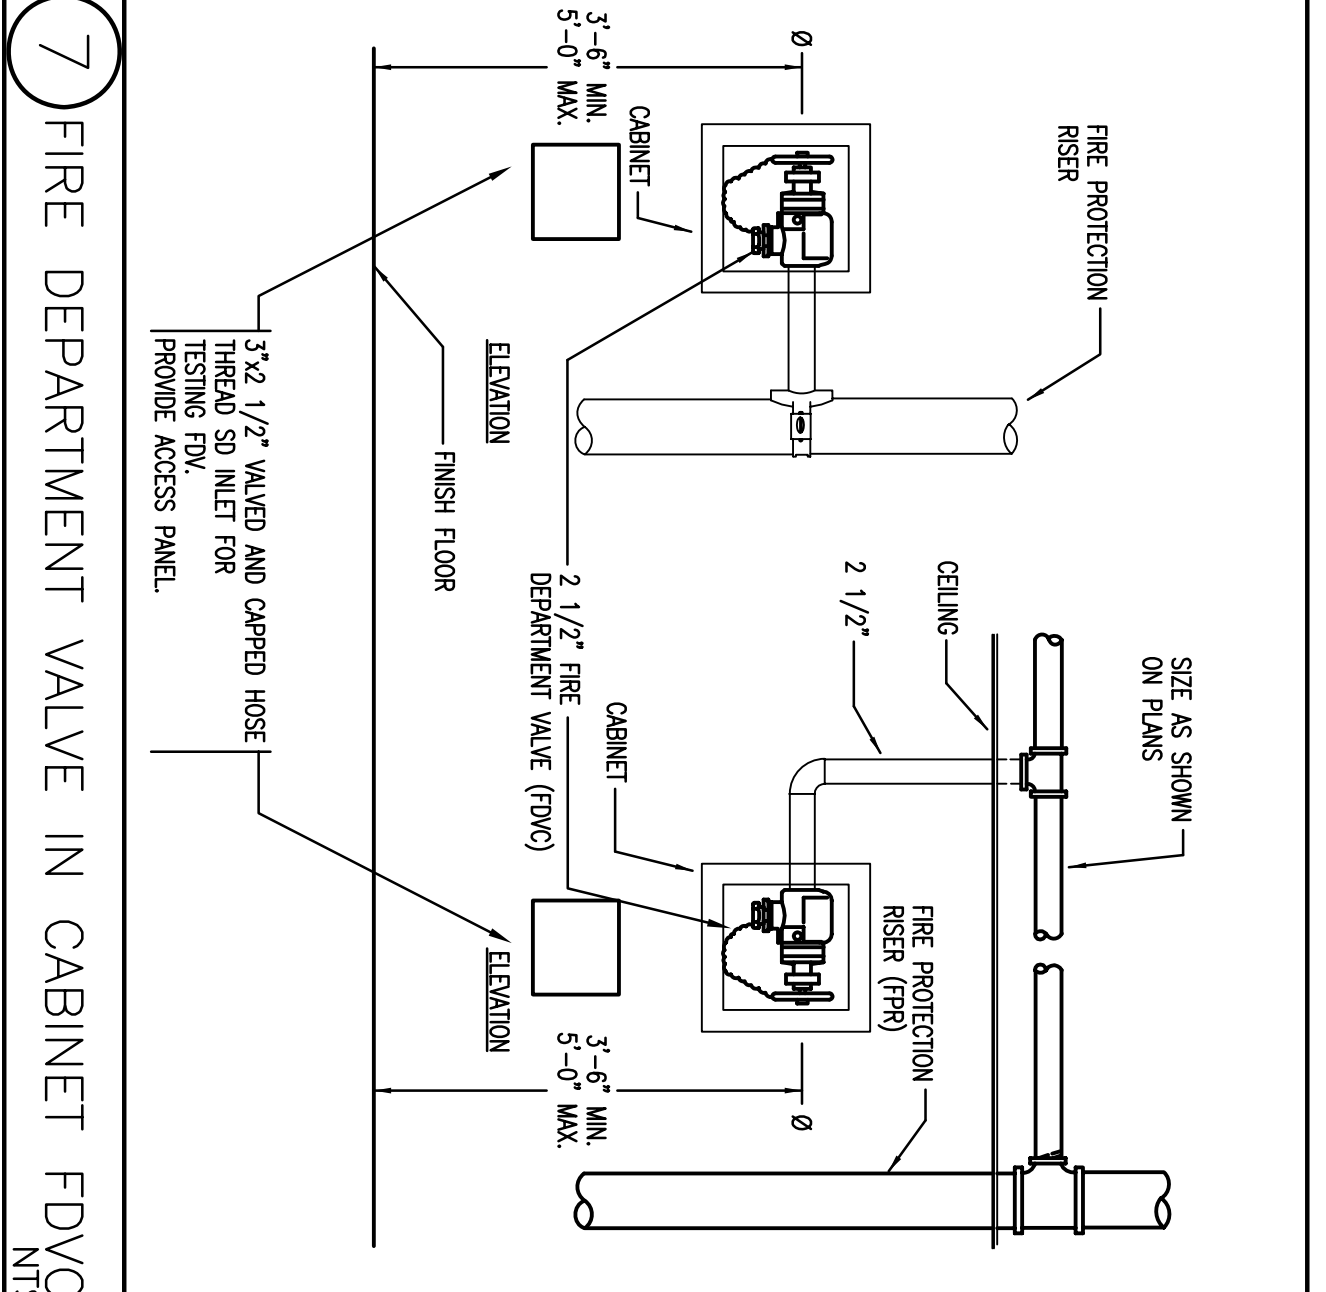 FIRE PROTECTION
RISER
SIZE AS SHOWN
ON PLANS
CEILING
2 1/2"
FIRE PROTECTION
RISER (FPR)
Ø
CABINET
CABINET
Ø
3'-6" MIN.
5'-0" MAX.
2 1/2" FIRE
DEPARTMENT VALVE (FDVC)
3'-6" MIN.
5'-0" MAX.
ELEVATION
ELEVATION
FINISH FLOOR
3"x2 1/2" VALVED AND CAPPED HOSE
THREAD SD INLET FOR
TESTING FDV.
PROVIDE ACCESS PANEL.
7 FIRE DEPARTMENT VALVE IN CABINET FDVC
NTS